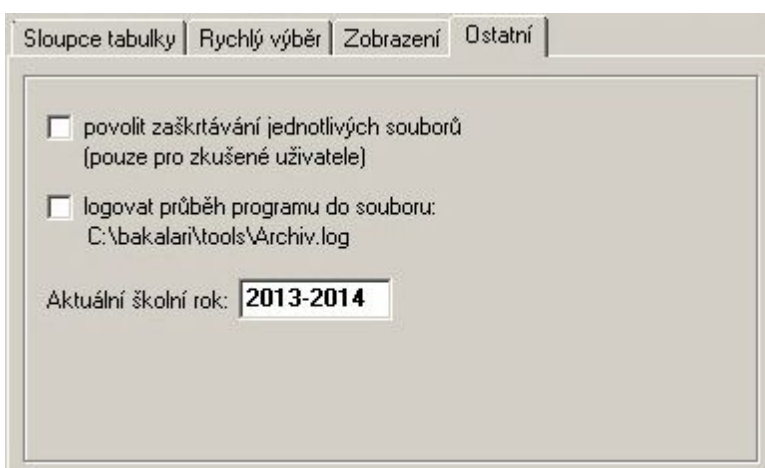 Sloupce tabulky Rychlý výběr Zobrazení Ostatní
povolit zaškrtávání jednotlivých souborů
(pouze pro zkušené uživatele)
logovat průběh programu do souboru:
C:\bakalari\tools\Archiv.log
Aktuální školní rok: 2013-2014